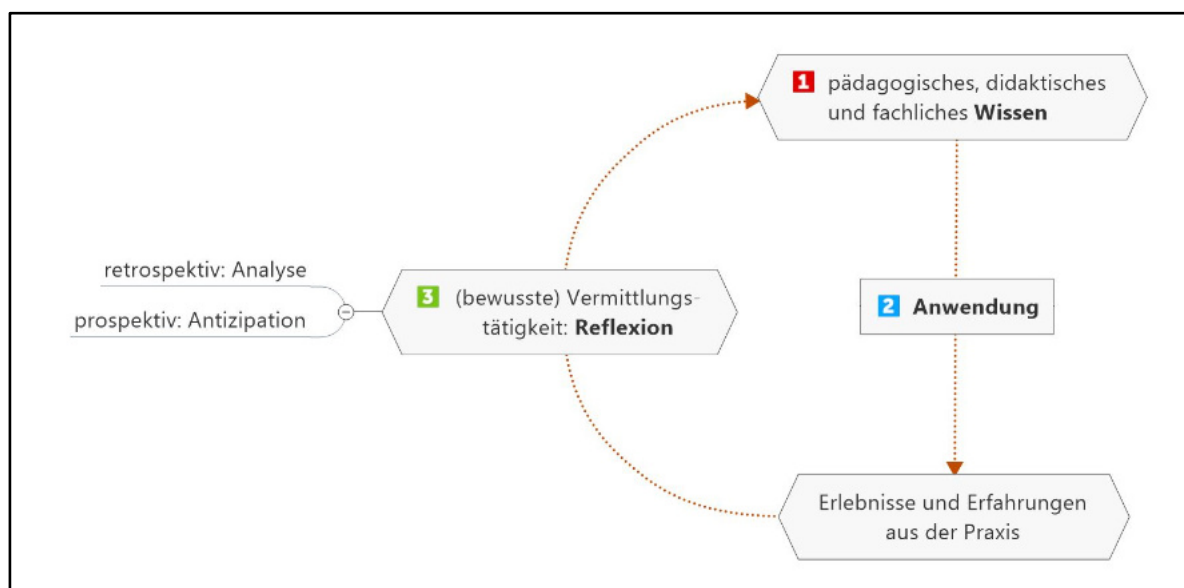 1 pädagogisches, didaktisches
und fachliches Wissen
2 Anwendung
Erlebnisse und Erfahrungen
aus der Praxis
3 (bewusste) Vermittlungs-
tätigkeit: Reflexion
retrospektiv: Analyse
prospektiv: Antizipation